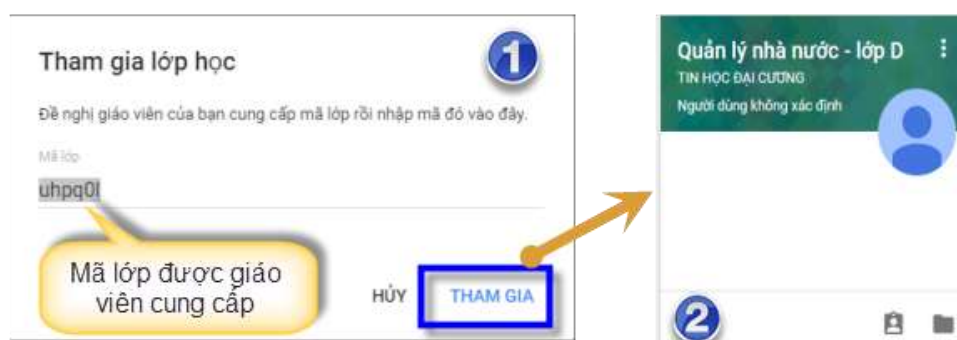 Tham gia lớp học
1
Đề nghị giáo viên của bạn cung cấp mã lớp rồi nhập mã đó vào đây.
Mã lớp
uhpq0l
Mã lớp được giáo
viên cung cấp
HỦY
THAM GIA
Quản lý nhà nước - lớp D
TIN HỌC ĐẠI CƯƠNG
Người dùng không xác định
2